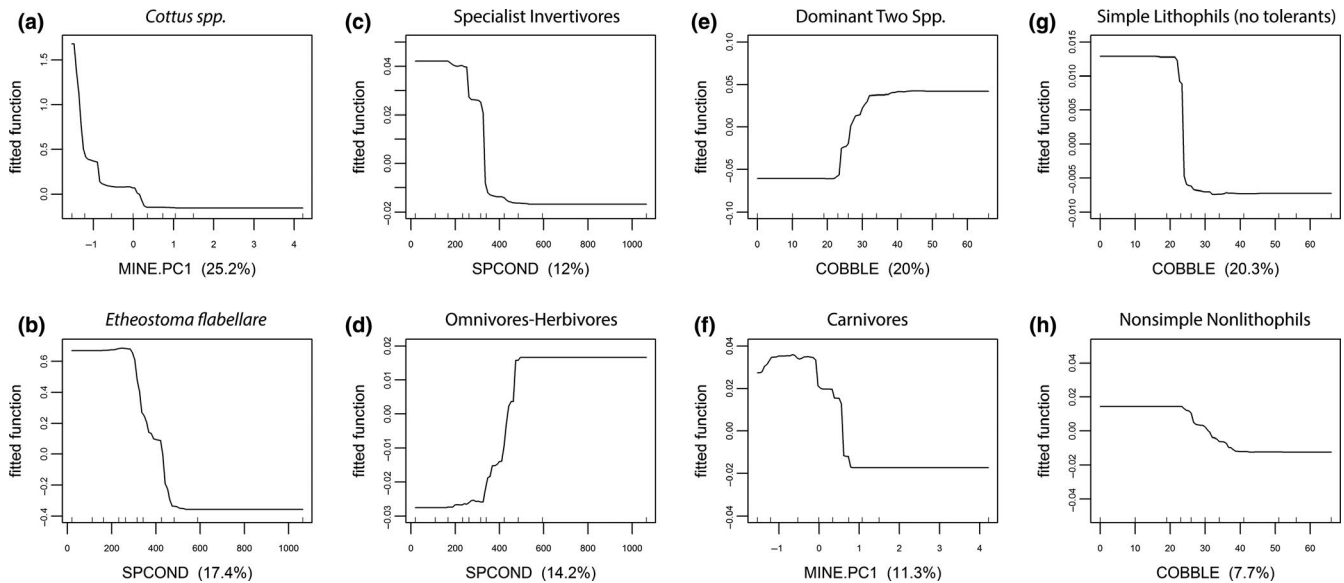 (a)
Cottus spp.
fitted function
1.5
1.0
0.5
0.0
–1 0 1 2 3 4
MINE.PC1 (25.2%)
(c)
Specialist Invertivores
fitted function
0.04
0.02
0.00
−0.02
0 200 400 600 800 1000
SPCOND (12%)
(e)
Dominant Two Spp.
fitted function
0.10
0.05
0.00
−0.05
−0.10
0 10 20 30 40 50 60
COBBLE (20%)
(g)
Simple Lithophils (no tolerants)
fitted function
0.015
0.010
0.005
0.000
−0.005
−0.010
0 10 20 30 40 50 60
COBBLE (20.3%)
(b)
Etheostoma flabellare
fitted function
0.6
0.4
0.2
0.0
−0.2
−0.4
0 200 400 600 800 1000
SPCOND (17.4%)
(d)
Omnivores-Herbivores
fitted function
0.02
0.01
0.00
−0.01
−0.02
−0.03
0 200 400 600 800 1000
SPCOND (14.2%)
(f)
Carnivores
fitted function
0.04
0.02
0.00
−0.02
−0.04
−1 0 1 2 3 4
MINE.PC1 (11.3%)
(h)
Nonsimple Nonlithophils
fitted function
0.04
0.02
0.00
−0.02
−0.04
0 10 20 30 40 50 60
COBBLE (7.7%)